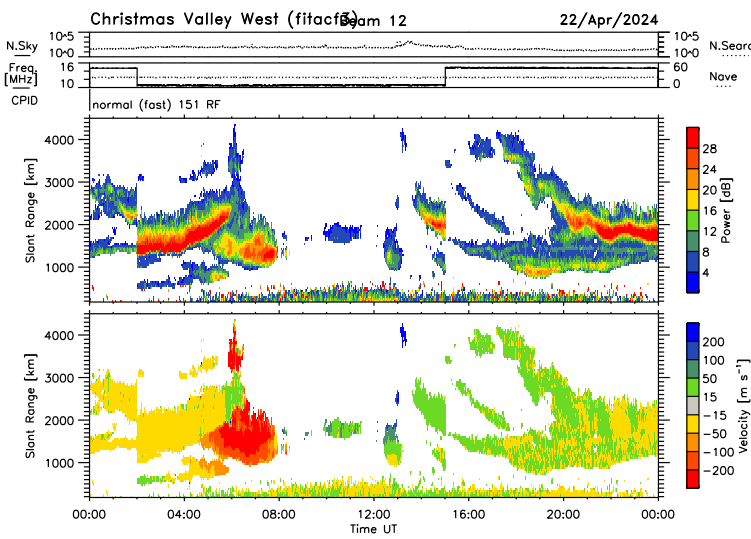 Christmas Valley West (fitacf3) Beam 12 22/Apr/2024
N.Sky 10^5 10^0 10^5 10^0 N.Searc
Freq [MHz] 16 10 60 0 Nave
CPID normal (fast) 151 RF
Slant Range [km] 4000 3000 2000 1000
Power [dB] 28 24 20 16 12 8 4
Slant Range [km] 4000 3000 2000 1000
Velocity [m s⁻¹] 200 100 50 15 −15 −50 −100 −200
00:00 04:00 08:00 12:00 16:00 20:00 00:00
Time UT